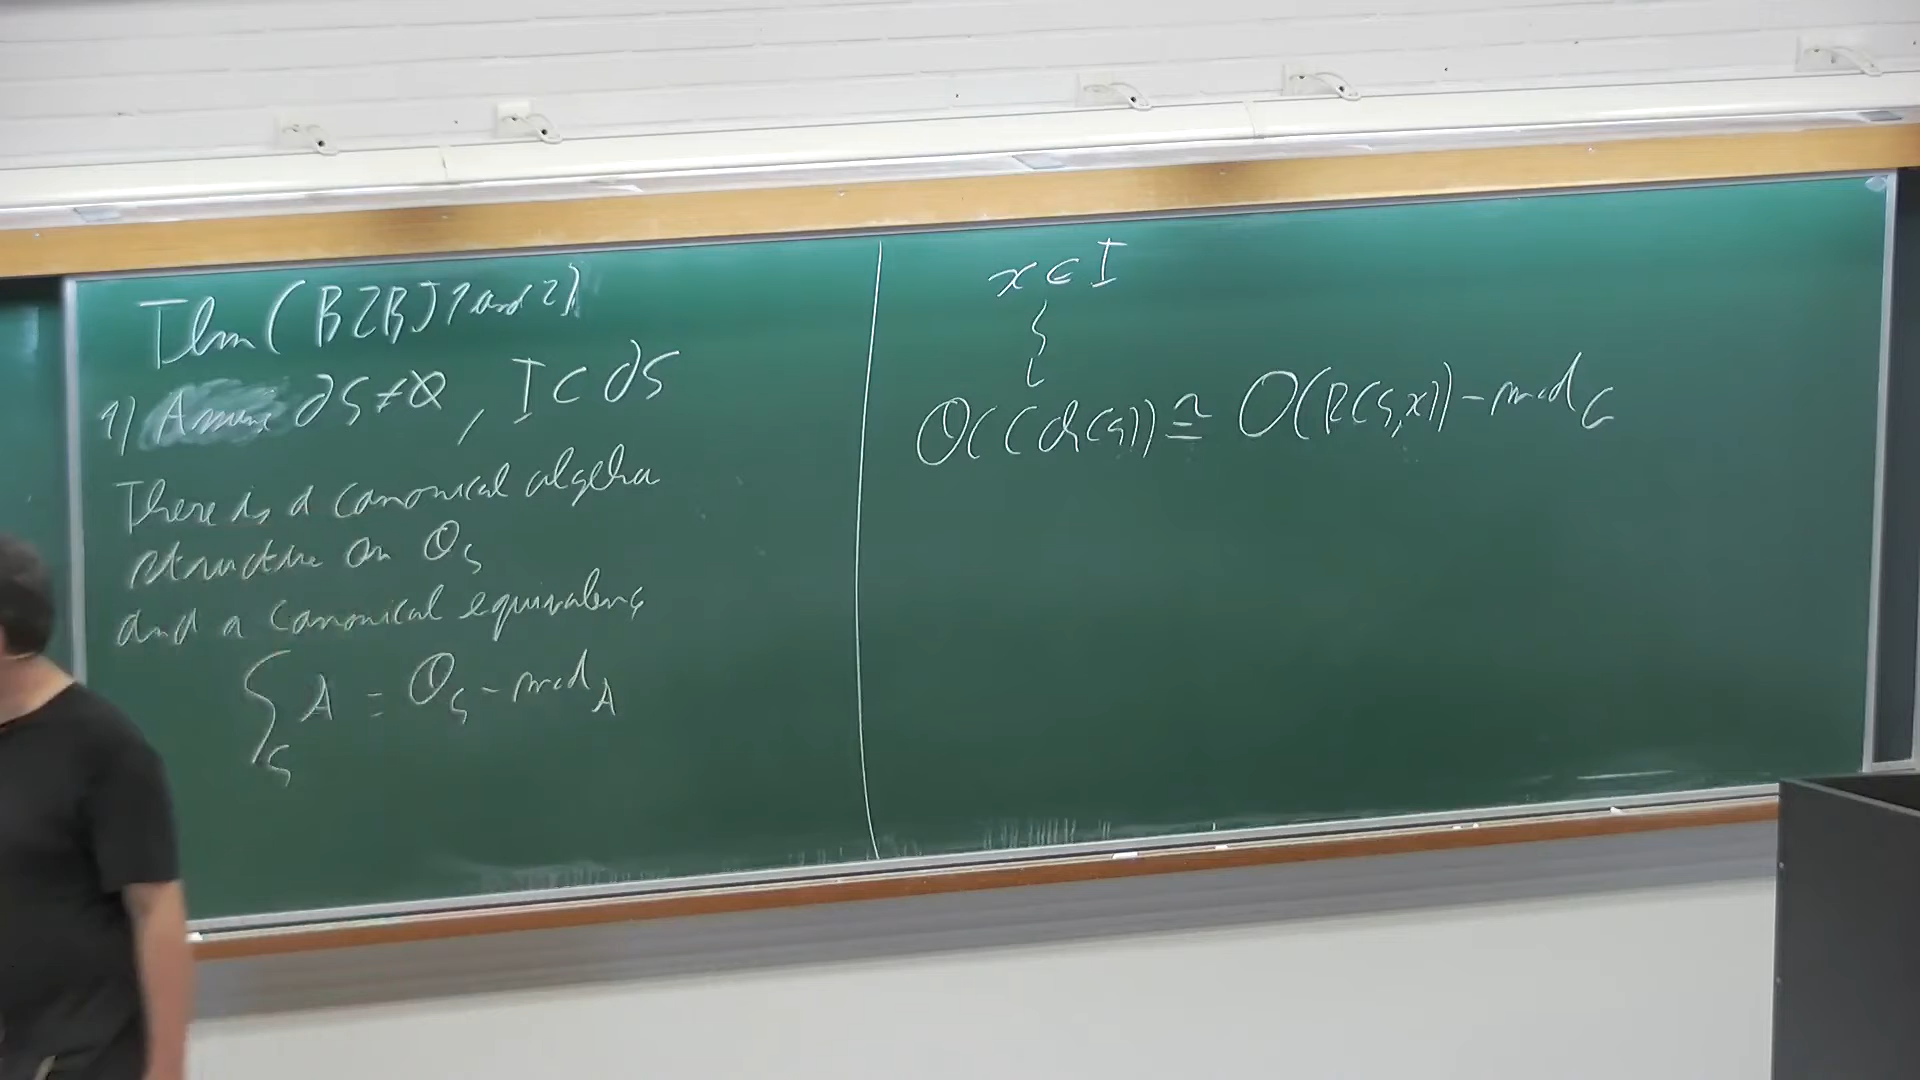 Thm (BZBJ 1 and 2)
1) Assume ∂S ≠ ∅, I ⊂ ∂S
There is a canonical algebra
structure on O_S
and a canonical equivalence
∫_S A = O_S-mod_A
x ∈ I
O(Ch(S)) ≅ O(R(S,x))-mod_G